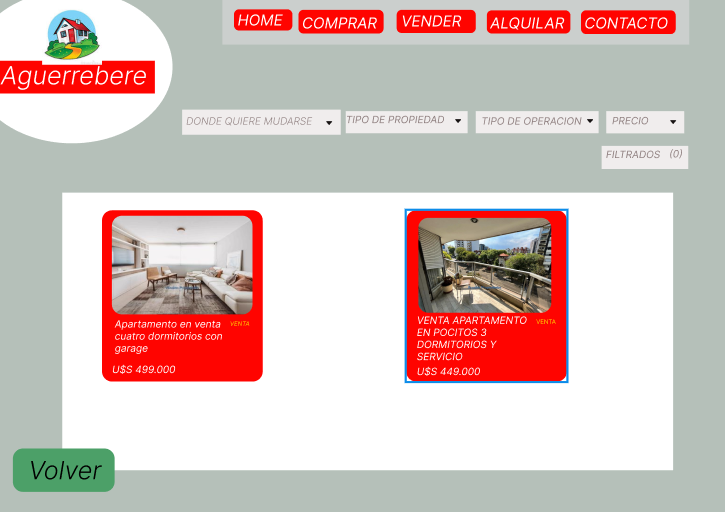 HOME
COMPRAR
VENDER
ALQUILAR
CONTACTO
Aguerrebere
DONDE QUIERE MUDARSE
TIPO DE PROPIEDAD
TIPO DE OPERACION
PRECIO
FILTRADOS (0)
Apartamento en venta
cuatro dormitorios con
garage
VENTA
U$S 499.000
VENTA APARTAMENTO
EN POCITOS 3
DORMITORIOS Y
SERVICIO
VENTA
U$S 449.000
Volver